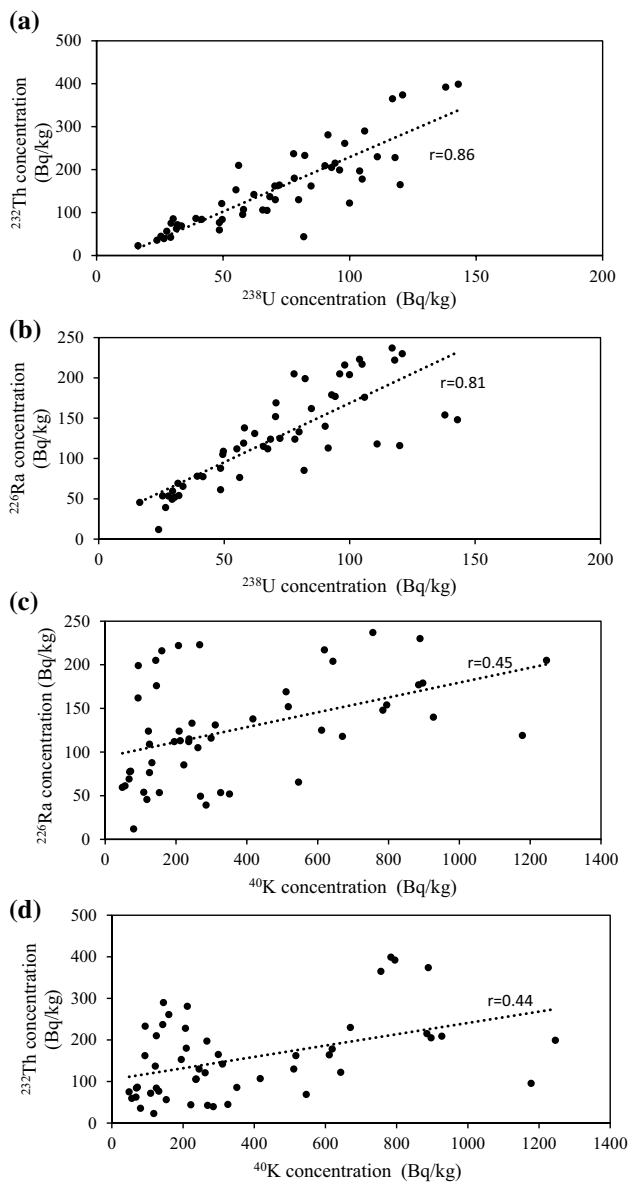 (a)
500
400
300
200
100
0
²³²Th concentration
(Bq/kg)
r=0.86
0 50 100 150 200
²³⁸U concentration (Bq/kg)
(b)
250
200
150
100
50
0
²²⁶Ra concentration
(Bq/kg)
r=0.81
0 50 100 150 200
²³⁸U concentration (Bq/kg)
(c)
250
200
150
100
50
0
²²⁶Ra concentration (Bq/kg)
r=0.45
0 200 400 600 800 1000 1200 1400
⁴⁰K concentration (Bq/kg)
(d)
500
400
300
200
100
0
²³²Th concentration
(Bq/kg)
r=0.44
0 200 400 600 800 1000 1200 1400
⁴⁰K concentration (Bq/kg)